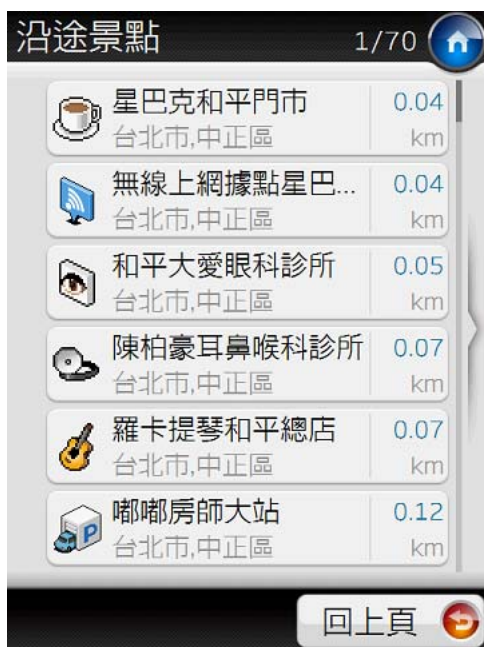 沿途景點 1/70
星巴克和平門市 0.04
台北市,中正區 km
無線上網據點星巴... 0.04
台北市,中正區 km
和平大愛眼科診所 0.05
台北市,中正區 km
陳柏豪耳鼻喉科診所 0.07
台北市,中正區 km
羅卡提琴和平總店 0.07
台北市,中正區 km
嘟嘟房師大站 0.12
台北市,中正區 km
P
回上頁